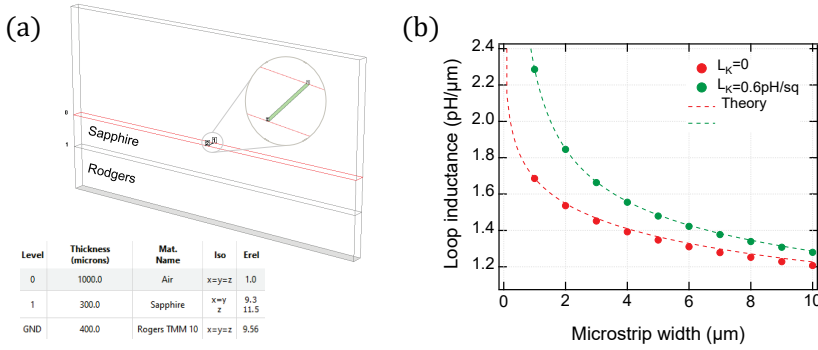 (a)
0
Sapphire
1
Rodgers
Level Thickness (microns) Mat. Name Iso Erel
0 1000.0 Air x=y=z 1.0
1 300.0 Sapphire x=y z 9.3 11.5
GND 400.0 Rogers TMM 10 x=y=z 9.56
(b)
Loop inductance (pH/μm)
2.4
2.2
2.0
1.8
1.6
1.4
1.2
L_K=0
L_K=0.6pH/sq
Theory
0 2 4 6 8 10
Microstrip width (μm)